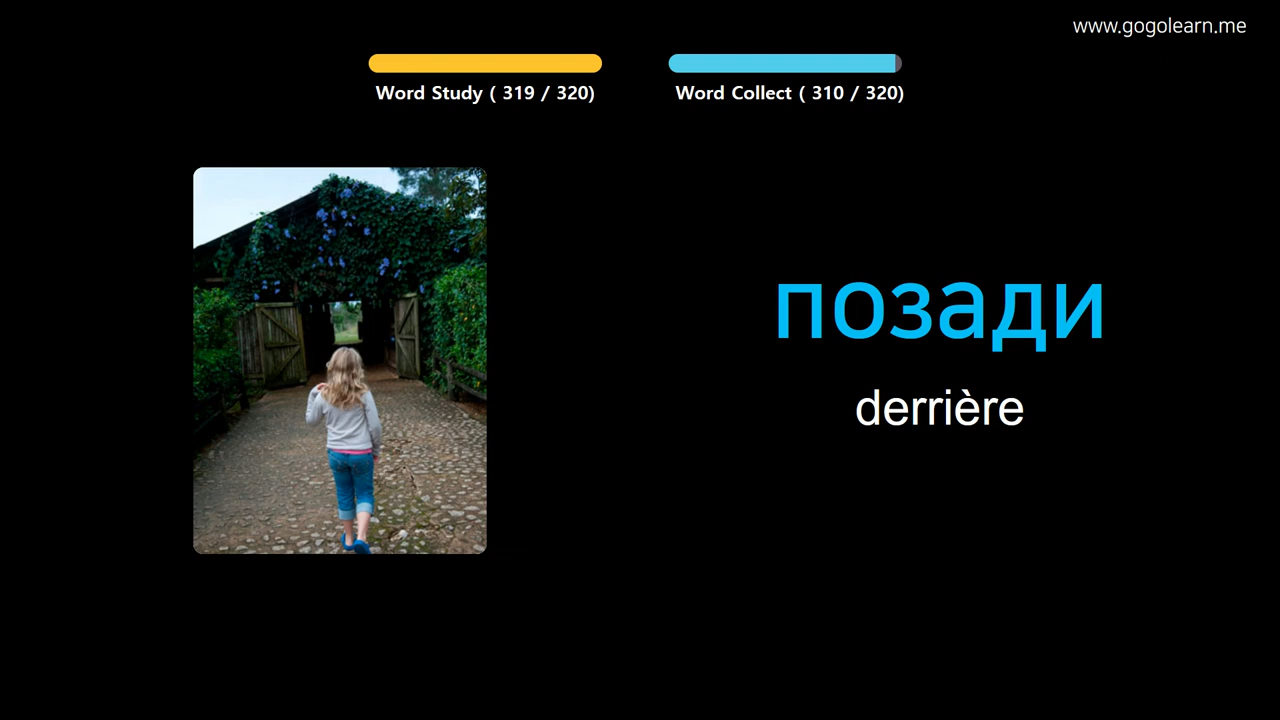 www.gogolearn.me
Word Study ( 319 / 320)
Word Collect ( 310 / 320)
позади
derrière